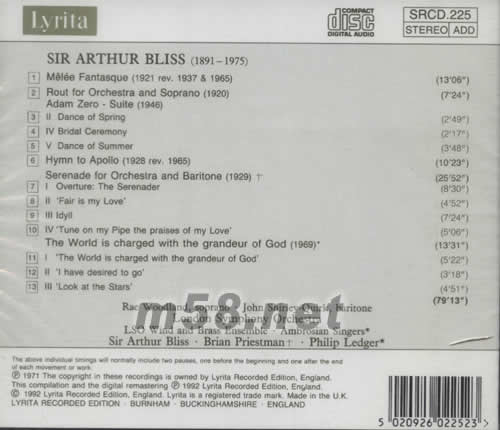 Lyrita
COMPACT
disc
DIGITAL AUDIO
SRCD.225
STEREO ADD
SIR ARTHUR BLISS (1891–1975)
1 Mêlée Fantasque (1921 rev. 1937 & 1965) (13'06")
2 Rout for Orchestra and Soprano (1920) (7'24")
Adam Zero - Suite (1946)
3 II Dance of Spring (2'49")
4 IV Bridal Ceremony (2'17")
5 V Dance of Summer (3'48")
6 Hymn to Apollo (1928 rev. 1965) (10'23")
Serenade for Orchestra and Baritone (1929) † (25'52")
7 I Overture: The Serenader (8'30")
8 II 'Fair is my Love' (4'52")
9 III Idyll (7'24")
10 IV 'Tune on my Pipe the praises of my Love' (5'06")
The World is charged with the grandeur of God (1969)* (13'31")
11 I 'The World is charged with the grandeur of God' (5'22")
12 II 'I have desired to go' (3'18")
13 III 'Look at the Stars' (4'51")
(79'13")
Rae Woodland, soprano · John Shirley-Quirk, baritone
London Symphony Orchestra
LSO Wind and Brass Ensemble · Ambrosian Singers*
Sir Arthur Bliss · Brian Priestman † · Philip Ledger*
m58.net
The above individual timings will normally include two pauses, one before the beginning and one after the end
of each movement or work.
Ⓟ 1971 The copyright in these recordings is owned by Lyrita Recorded Edition, England.
This compilation and the digital remastering Ⓟ 1992 Lyrita Recorded Edition, England.
© 1992 Lyrita Recorded Edition, England. Lyrita is a registered trade mark. Made in the U.K.
LYRITA RECORDED EDITION · BURNHAM · BUCKINGHAMSHIRE · ENGLAND
5 020926 022523 >